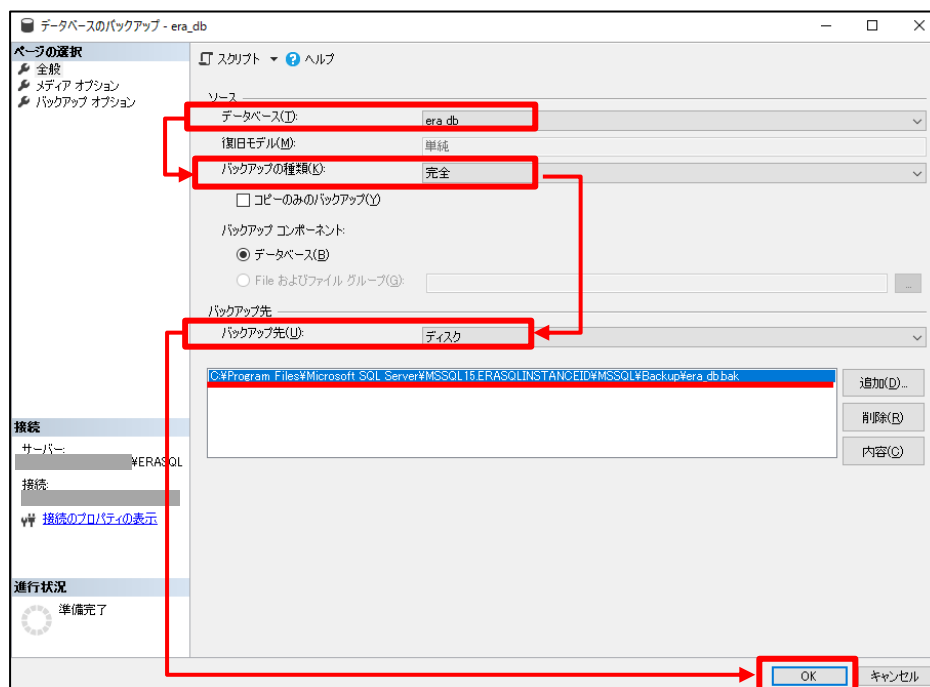 データベースのバックアップ - era_db
ページの選択
全般
メディア オプション
バックアップ オプション
スクリプト ヘルプ
ソース
データベース(T): era_db
復旧モデル(M): 単純
バックアップの種類(K): 完全
コピーのみのバックアップ(Y)
バックアップ コンポーネント:
データベース(B)
File およびファイル グループ(G): ...
バックアップ先
バックアップ先(U): ディスク
C:¥Program Files¥Microsoft SQL Server¥MSSQL15.ERASQLINSTANCEID¥MSSQL¥Backup¥era_db.bak
追加(D)...
削除(R)
内容(C)
接続
サーバー:
¥ERASQL
接続:
接続のプロパティの表示
進行状況
準備完了
OK キャンセル